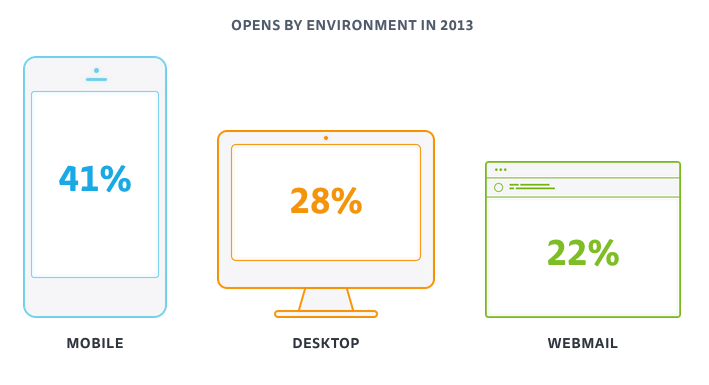 OPENS BY ENVIRONMENT IN 2013
41%
28%
22%
MOBILE
DESKTOP
WEBMAIL